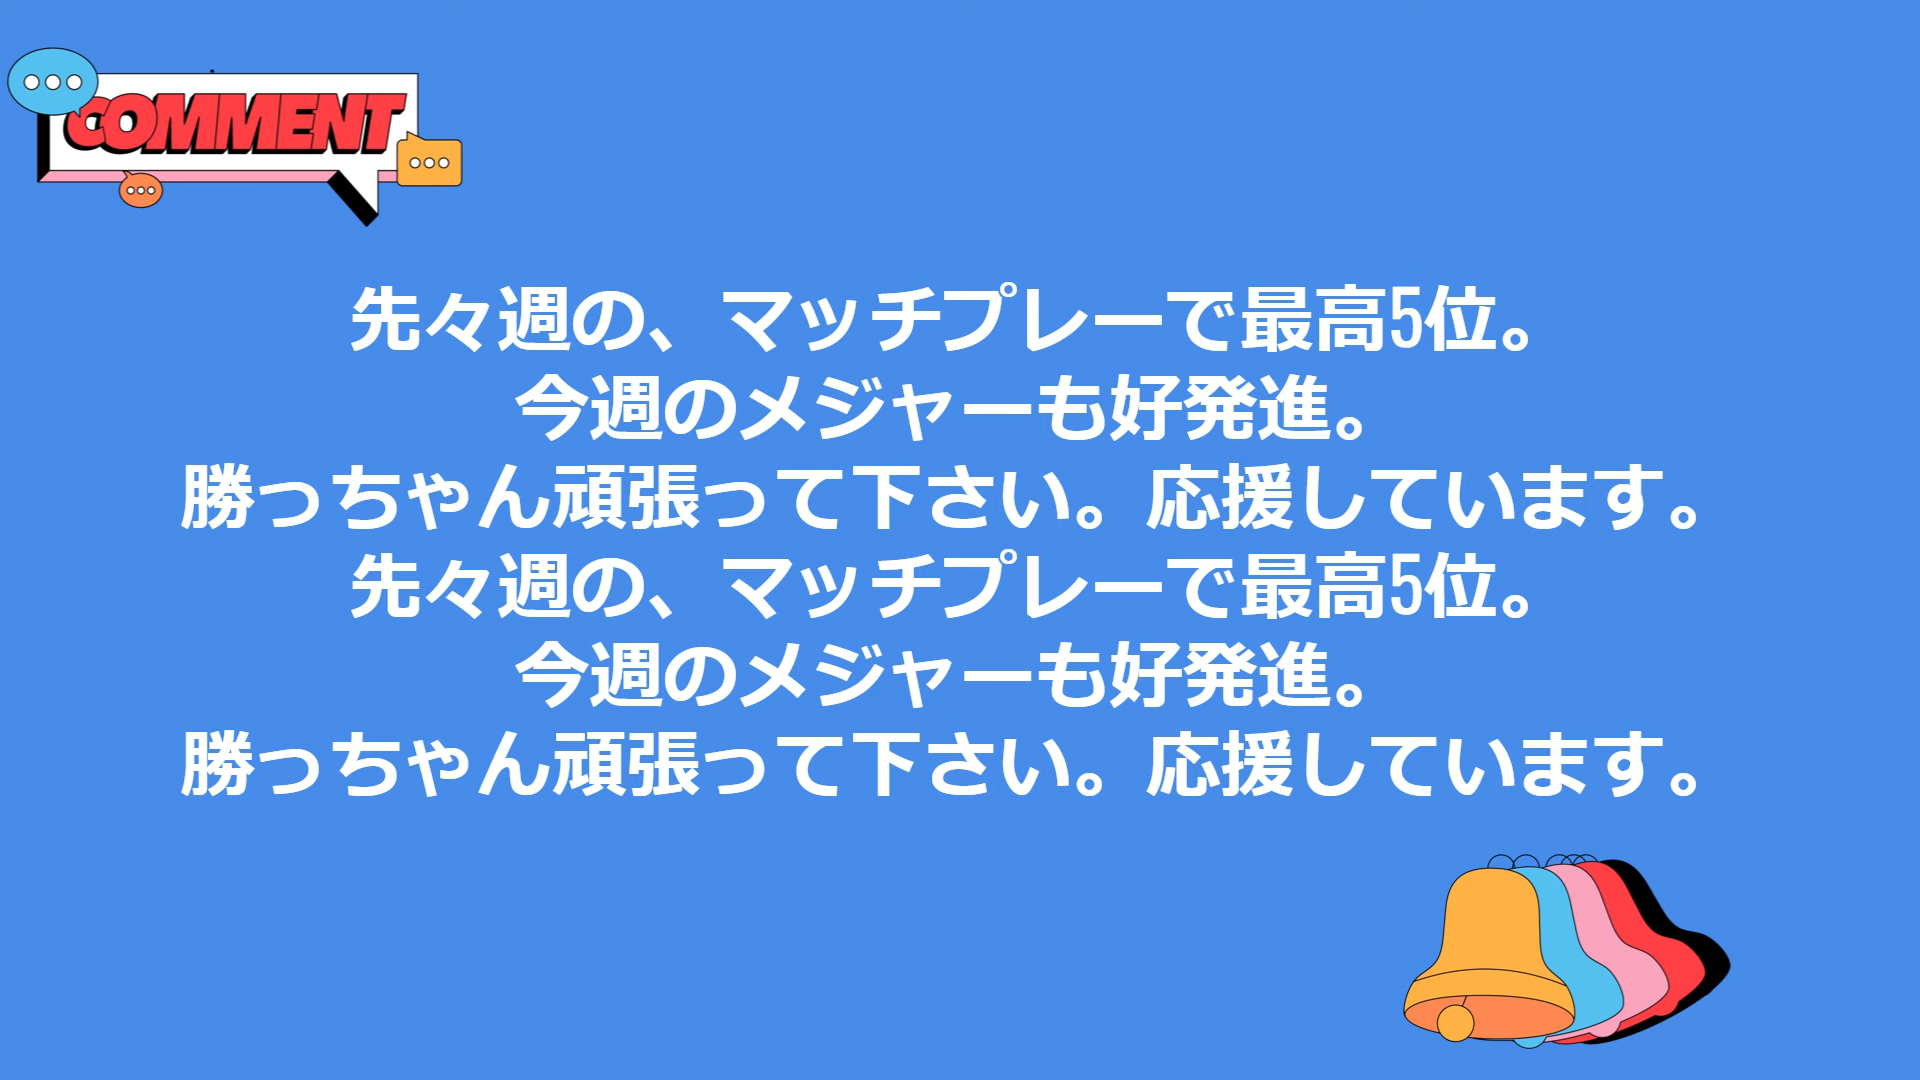 COMMENT
先々週の、マッチプレーで最高5位。
今週のメジャーも好発進。
勝っちゃん頑張って下さい。応援しています。
先々週の、マッチプレーで最高5位。
今週のメジャーも好発進。
勝っちゃん頑張って下さい。応援しています。